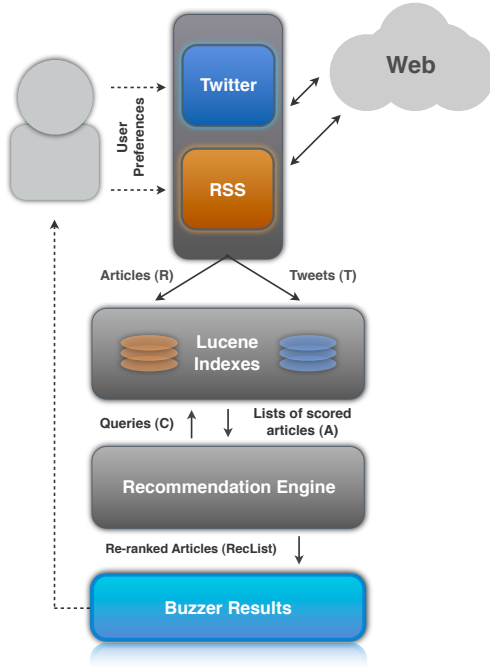 Twitter
Web
User
Preferences
RSS
Articles (R)
Tweets (T)
Lucene
Indexes
Queries (C)
Lists of scored
articles (A)
Recommendation Engine
Re-ranked Articles (RecList)
Buzzer Results